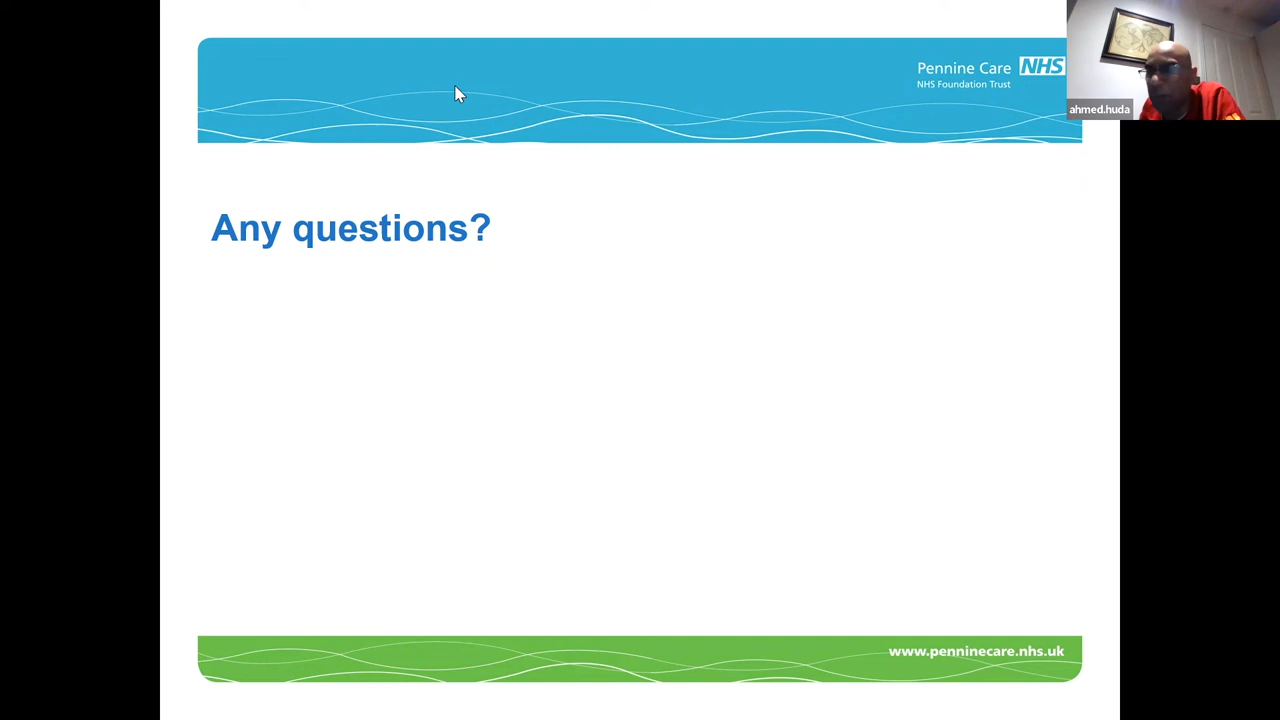 Pennine Care NHS
NHS Foundation Trust
ahmed.huda
Any questions?
www.penninecare.nhs.uk